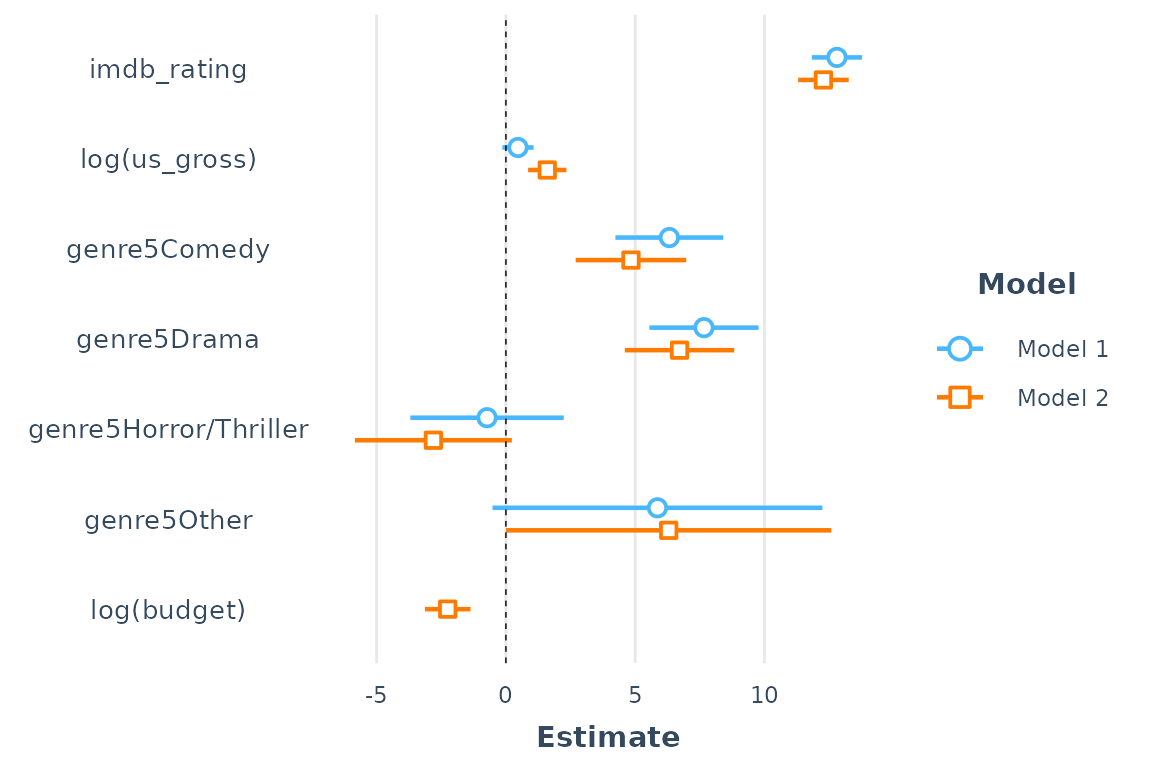 imdb_rating
log(us_gross)
genre5Comedy
genre5Drama
genre5Horror/Thriller
genre5Other
log(budget)
-5 0 5 10
Estimate
Model
Model 1
Model 2